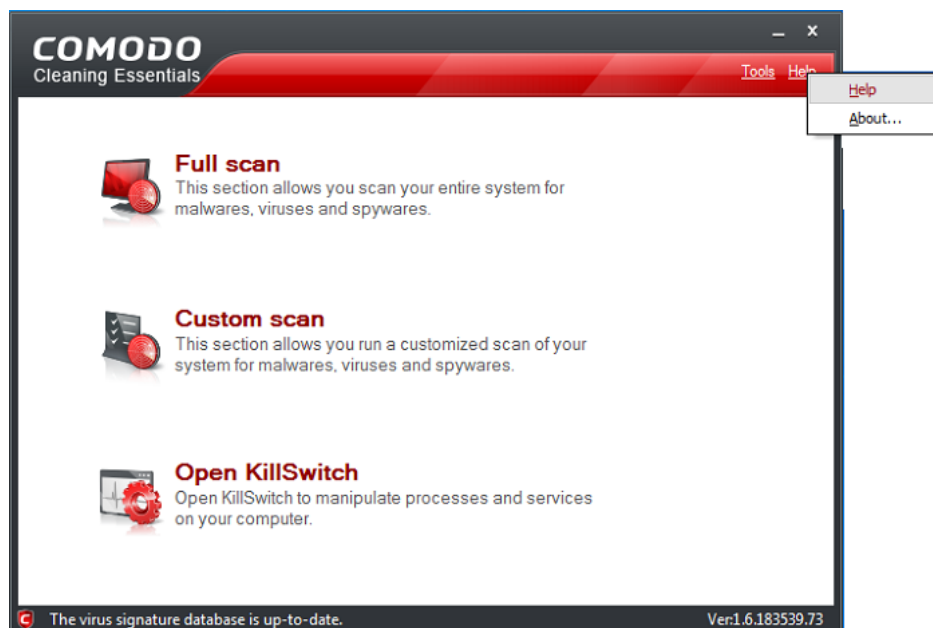 COMODO
Cleaning Essentials
Tools Help
Help
About...
Full scan
This section allows you scan your entire system for
malwares, viruses and spywares.
Custom scan
This section allows you run a customized scan of your
system for malwares, viruses and spywares.
Open KillSwitch
Open KillSwitch to manipulate processes and services
on your computer.
The virus signature database is up-to-date.
Ver:1.6.183539.73